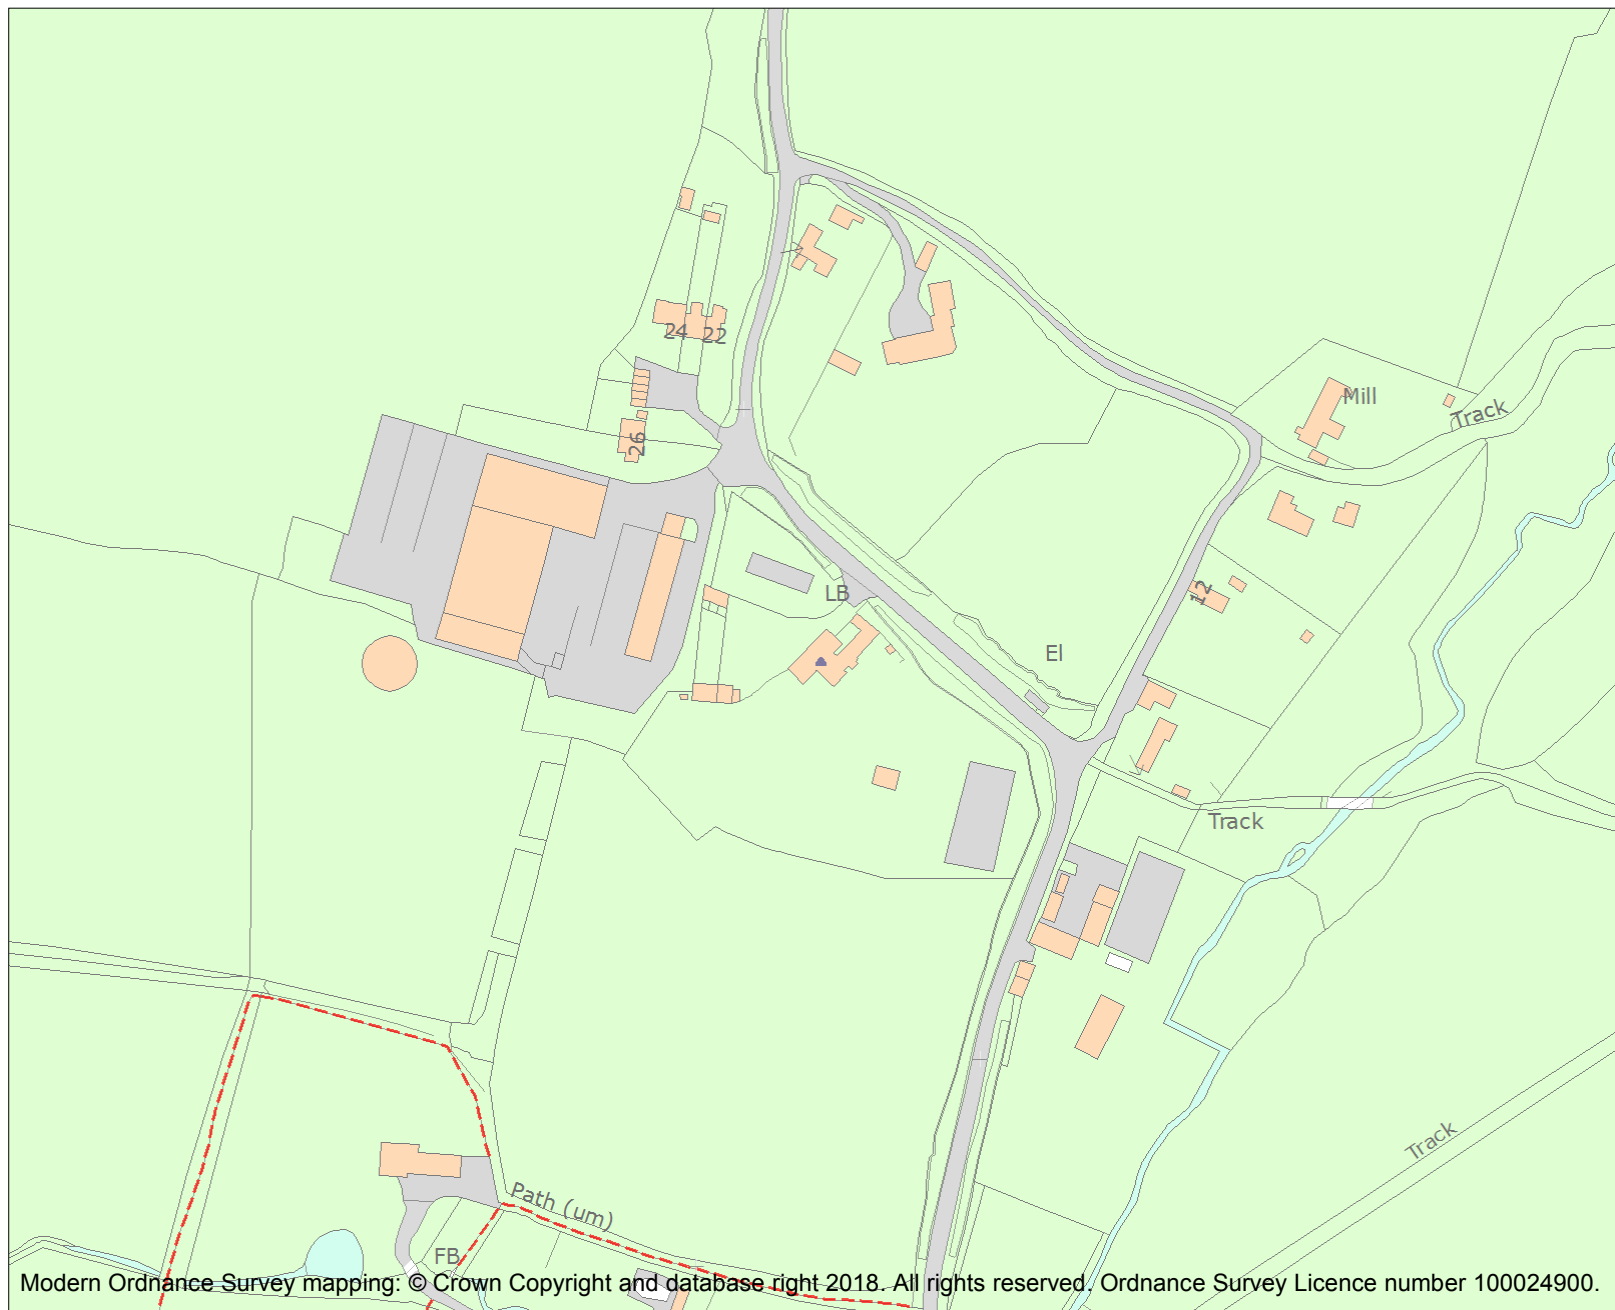 24
22
Mill
Track
26
LB
12
El
Track
Track
Path (um)
FB
Modern Ordnance Survey mapping: © Crown Copyright and database right 2018. All rights reserved. Ordnance Survey Licence number 100024900.